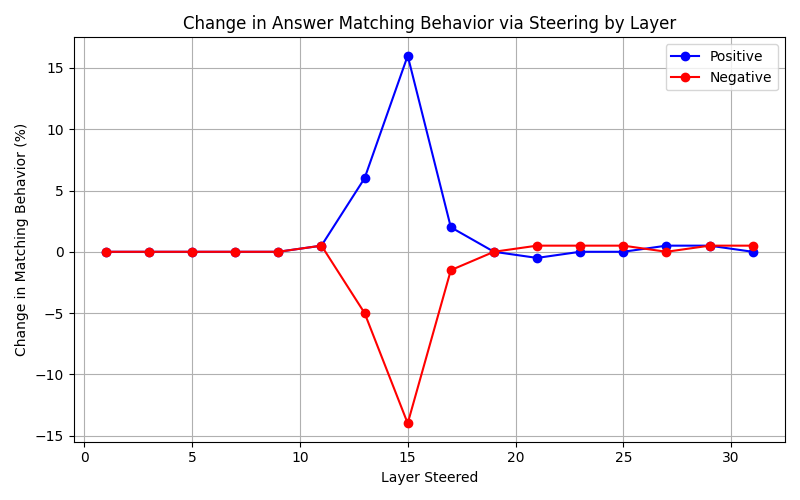 Change in Answer Matching Behavior via Steering by Layer
Positive
Negative
Change in Matching Behavior (%)
15
10
5
0
−5
−10
−15
0 5 10 15 20 25 30
Layer Steered